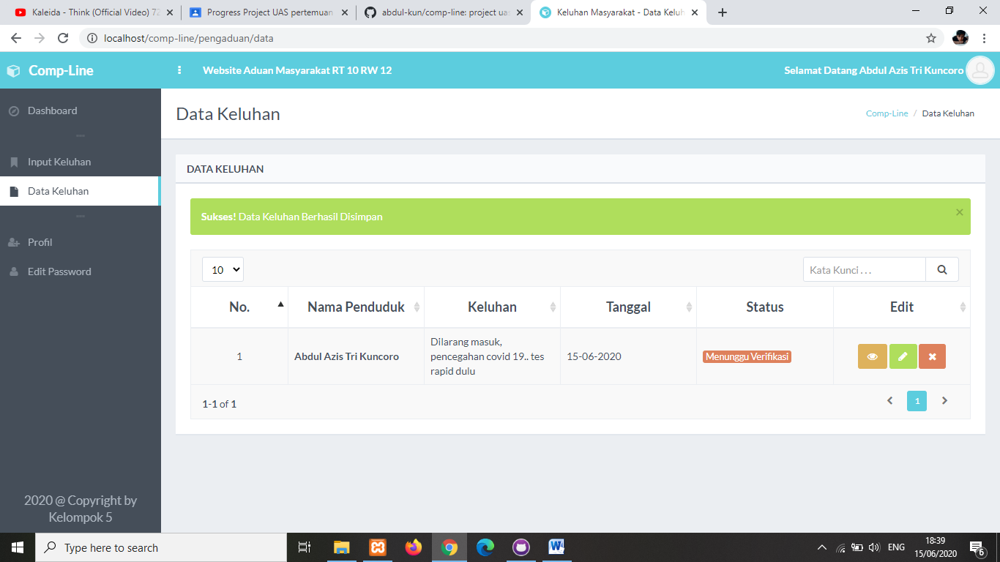 Kaleida - Think (Official Video) 72
Progress Project UAS pertemuan
abdul-kun/comp-line: project uas
Keluhan Masyarakat - Data Keluh
localhost/comp-line/pengaduan/data
Comp-Line
Website Aduan Masyarakat RT 10 RW 12
Selamat Datang Abdul Azis Tri Kuncoro
Dashboard
Input Keluhan
Data Keluhan
Profil
Edit Password
2020 @ Copyright by
Kelompok 5
Data Keluhan
Comp-Line / Data Keluhan
DATA KELUHAN
Sukses! Data Keluhan Berhasil Disimpan
×
10
Kata Kunci . . .
No.
Nama Penduduk
Keluhan
Tanggal
Status
Edit
1
Abdul Azis Tri Kuncoro
Dilarang masuk,
pencegahan covid 19.. tes
rapid dulu
15-06-2020
Menunggu Verifikasi
1-1 of 1
1
Type here to search
ENG
18:39
15/06/2020
6